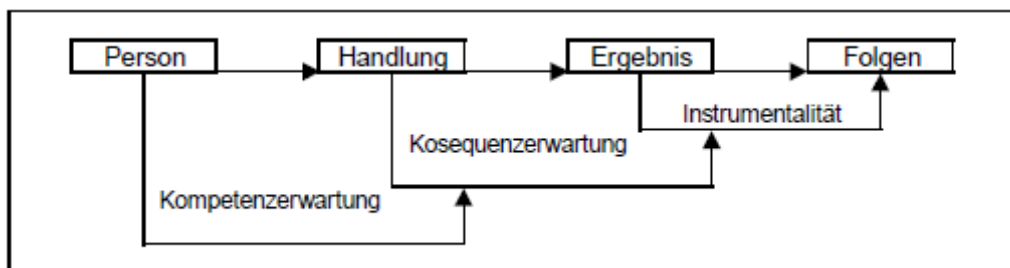 Person Handlung Ergebnis Folgen
Instrumentalität
Kosequenzerwartung
Kompetenzerwartung